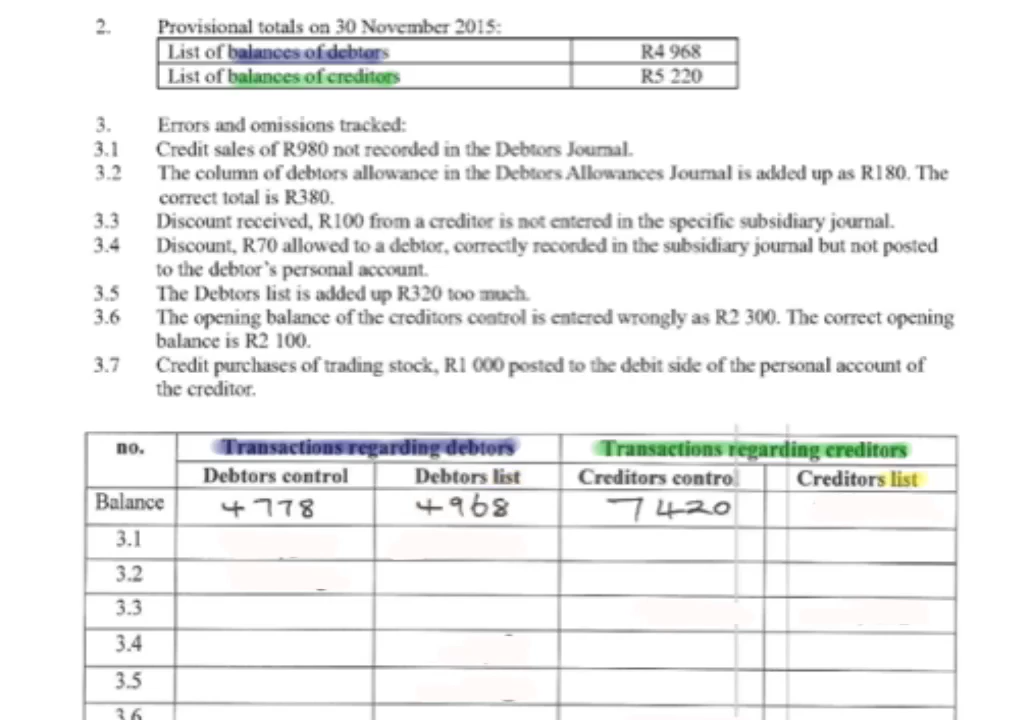 2. Provisional totals on 30 November 2015:
List of balances of debtors R4 968
List of balances of creditors R5 220
3. Errors and omissions tracked:
3.1 Credit sales of R980 not recorded in the Debtors Journal.
3.2 The column of debtors allowance in the Debtors Allowances Journal is added up as R180. The
correct total is R380.
3.3 Discount received, R100 from a creditor is not entered in the specific subsidiary journal.
3.4 Discount, R70 allowed to a debtor, correctly recorded in the subsidiary journal but not posted
to the debtor's personal account.
3.5 The Debtors list is added up R320 too much.
3.6 The opening balance of the creditors control is entered wrongly as R2 300. The correct opening
balance is R2 100.
3.7 Credit purchases of trading stock, R1 000 posted to the debit side of the personal account of
the creditor.
no. Transactions regarding debtors Transactions regarding creditors
Debtors control Debtors list Creditors control Creditors list
Balance 4778 4968 7420
3.1
3.2
3.3
3.4
3.5
3.6